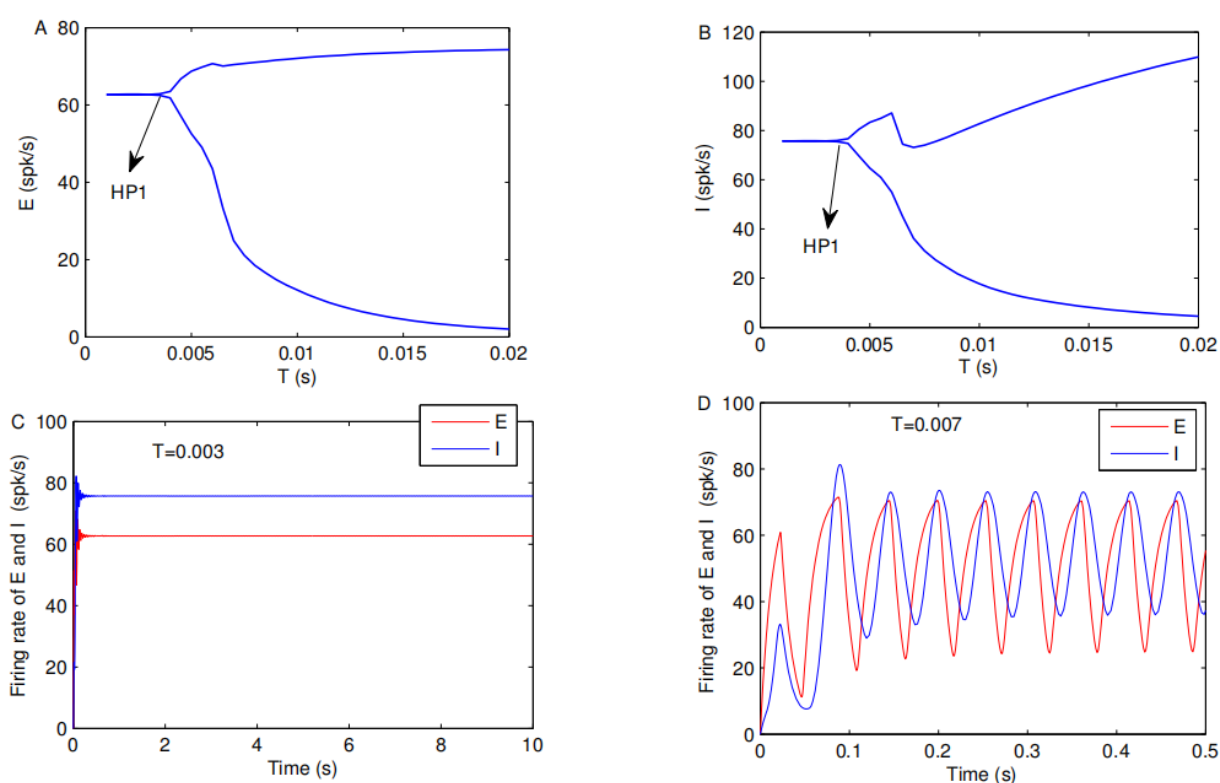 A
E (spk/s)
80
60
40
20
0
HP1
0 0.005 0.01 0.015 0.02
T (s)
B
I (spk/s)
120
100
80
60
40
20
0
HP1
0 0.005 0.01 0.015 0.02
T (s)
C
Firing rate of E and I (spk/s)
100
80
60
40
20
0
T=0.003
E
I
0 2 4 6 8 10
Time (s)
D
Firing rate of E and I (spk/s)
100
80
60
40
20
0
T=0.007
E
I
0 0.1 0.2 0.3 0.4 0.5
Time (s)